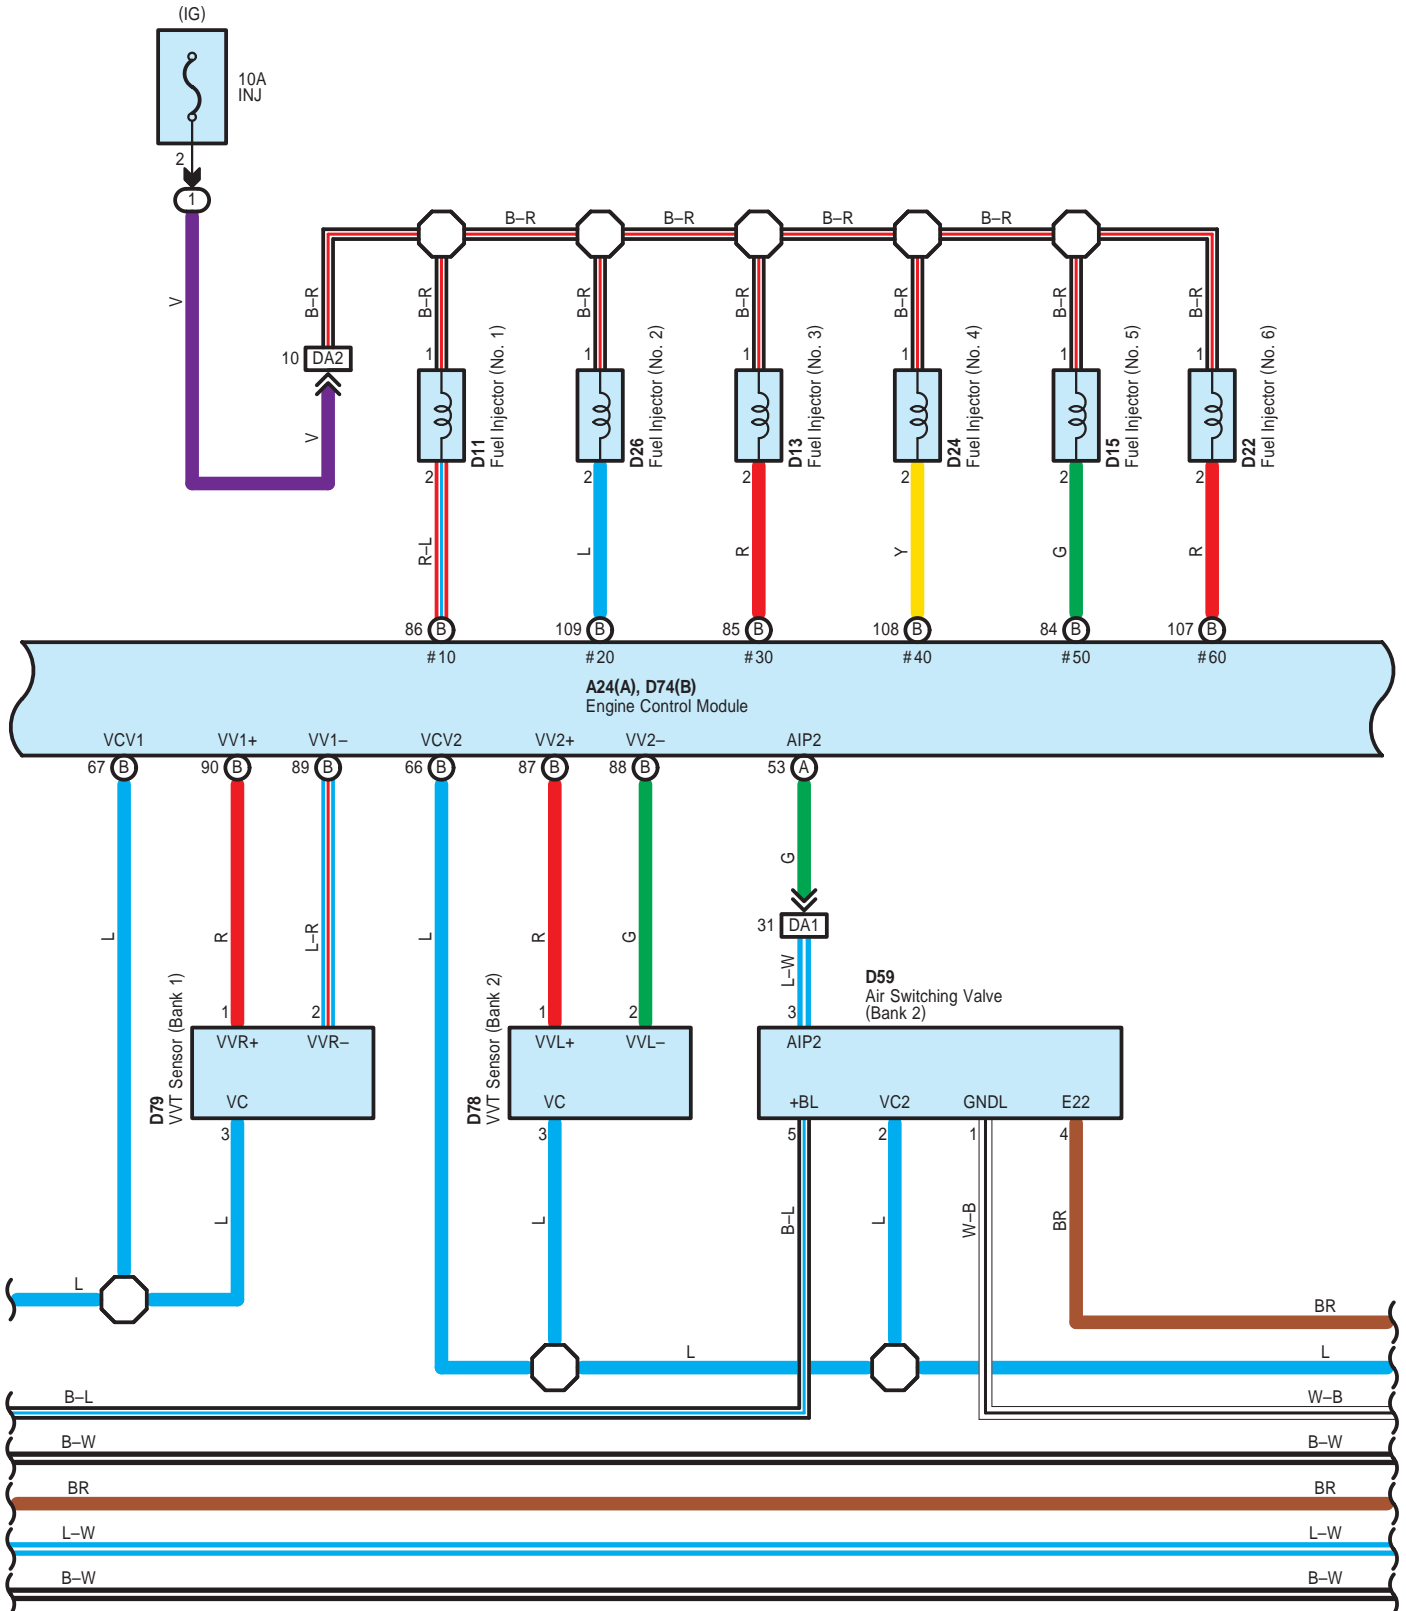 (IG)
10A
INJ
2
1
V
V
10 DA2
B–R
B–R B–R B–R B–R
B–R B–R B–R B–R B–R B–R
1 1 1 1 1 1
D11
Fuel Injector (No. 1)
D26
Fuel Injector (No. 2)
D13
Fuel Injector (No. 3)
D24
Fuel Injector (No. 4)
D15
Fuel Injector (No. 5)
D22
Fuel Injector (No. 6)
2 2 2 2 2 2
R–L L R Y G R
86 B 109 B 85 B 108 B 84 B 107 B
#10 #20 #30 #40 #50 #60
A24(A), D74(B)
Engine Control Module
VCV1 VV1+ VV1– VCV2 VV2+ VV2– AIP2
67 B 90 B 89 B 66 B 87 B 88 B 53 A
G
31 DA1
L R L–R L R G L–W
D59
Air Switching Valve
(Bank 2)
1 2 1 2 3
D79
VVT Sensor (Bank 1)
VVR+ VVR–
VC
D78
VVT Sensor (Bank 2)
VVL+ VVL–
VC
AIP2
+BL VC2 GNDL E22
3 3 5 2 1 4
L L B–L L W–B BR
L
BR
L L
B–L W–B
B–W B–W
BR BR
L–W L–W
B–W B–W